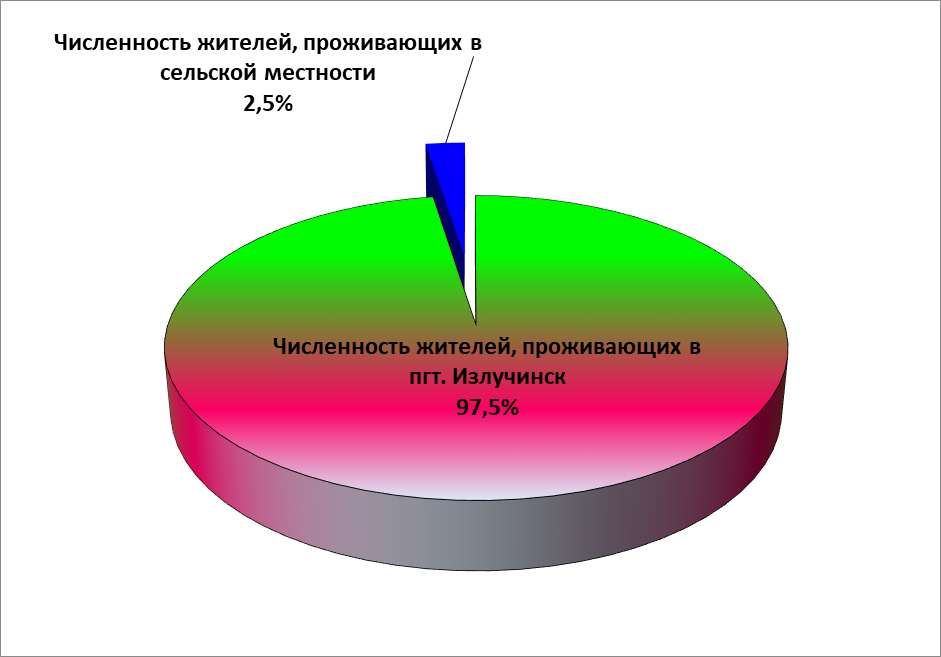 Численность жителей, проживающих в
сельской местности
2,5%
Численность жителей, проживающих в
пгт. Излучинск
97,5%